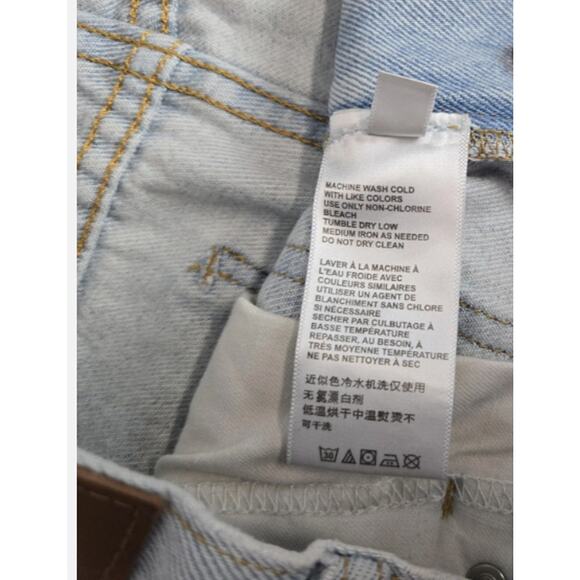 MACHINE WASH COLD
WITH LIKE COLORS
USE ONLY NON-CHLORINE
BLEACH
TUMBLE DRY LOW
MEDIUM IRON AS NEEDED
DO NOT DRY CLEAN
LAVER À LA MACHINE À
L'EAU FROIDE AVEC
COULEURS SIMILAIRES
UTILISER UN AGENT DE
BLANCHIMENT SANS CHLORE
SI NÉCESSAIRE
SECHER PAR CULBUTAGE À
BASSE TEMPÉRATURE
REPASSER, AU BESOIN, À
TRÈS MOYENNE TEMPÉRATURE
NE PAS NETTOYER À SEC
近似色冷水机洗仅使用
无氯漂白剂
低温烘干中温熨烫不
可干洗
30